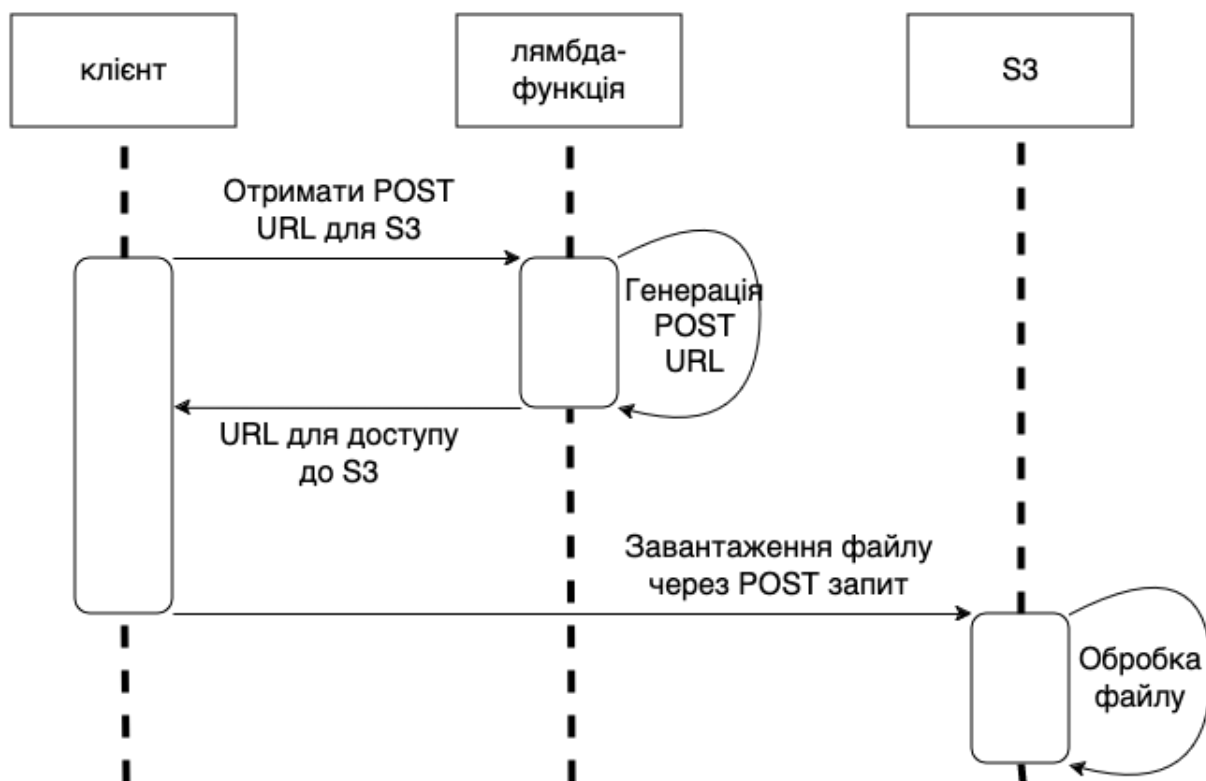 клієнт
лямбда-
функція
S3
Отримати POST
URL для S3
Генерація
POST
URL
URL для доступу
до S3
Завантаження файлу
через POST запит
Обробка
файлу